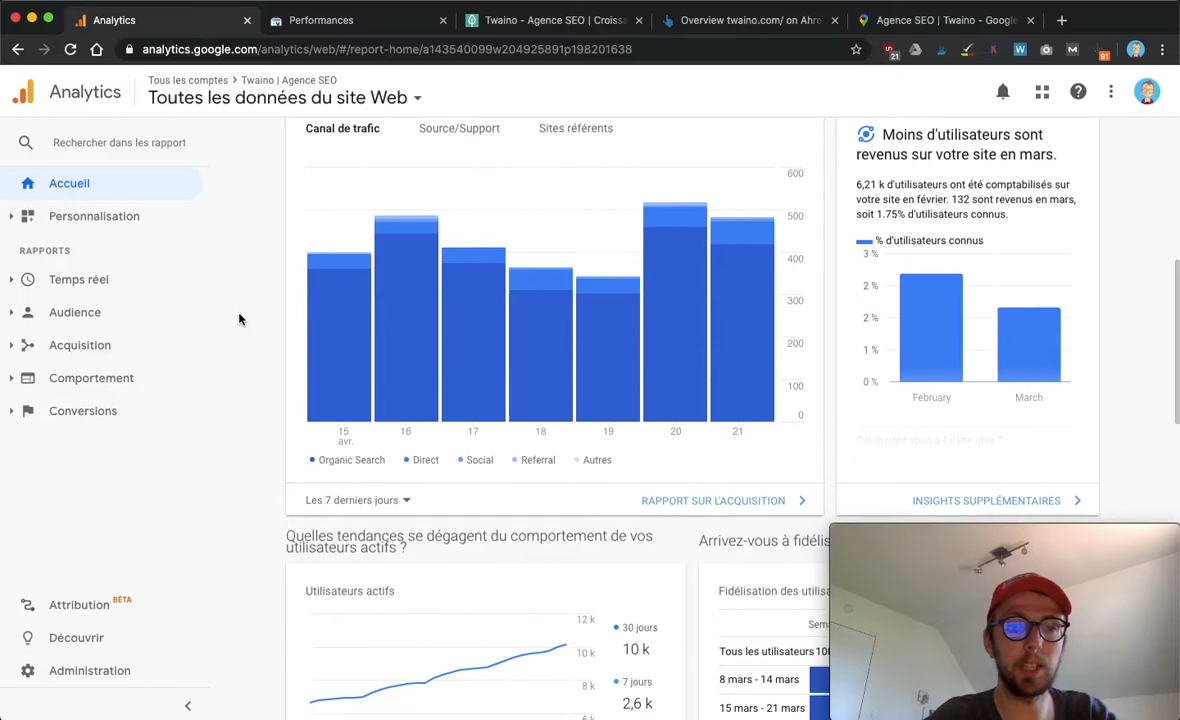 Analytics
Performances
Twaino - Agence SEO | Croiss
Overview twaino.com/ on Ahre
Agence SEO | Twaino - Google
analytics.google.com/analytics/web/#/report-home/a143540099w204925891p198201638
21
91
Analytics
Tous les comptes > Twaino | Agence SEO
Toutes les données du site Web
Rechercher dans les rapport
Accueil
Personnalisation
RAPPORTS
Temps réel
Audience
Acquisition
Comportement
Conversions
Attribution BÊTA
Découvrir
Administration
Canal de trafic
Source/Support
Sites référents
600
500
400
300
200
100
0
15
avr.
16
17
18
19
20
21
Organic Search
Direct
Social
Referral
Autres
Les 7 derniers jours
RAPPORT SUR L'ACQUISITION
Moins d'utilisateurs sont
revenus sur votre site en mars.
6,21 k d'utilisateurs ont été comptabilisés sur
votre site en février. 132 sont revenus en mars,
soit 1.75% d'utilisateurs connus.
% d'utilisateurs connus
3 %
2 %
2 %
1 %
0 %
February
March
INSIGHTS SUPPLÉMENTAIRES
Quelles tendances se dégagent du comportement de vos
utilisateurs actifs ?
Utilisateurs actifs
12 k
10 k
8 k
30 jours
10 k
7 jours
2,6 k
Arrivez-vous à fidélis
Fidélisation des utilisa
Sem
Tous les utilisateurs
8 mars - 14 mars
15 mars - 21 mars